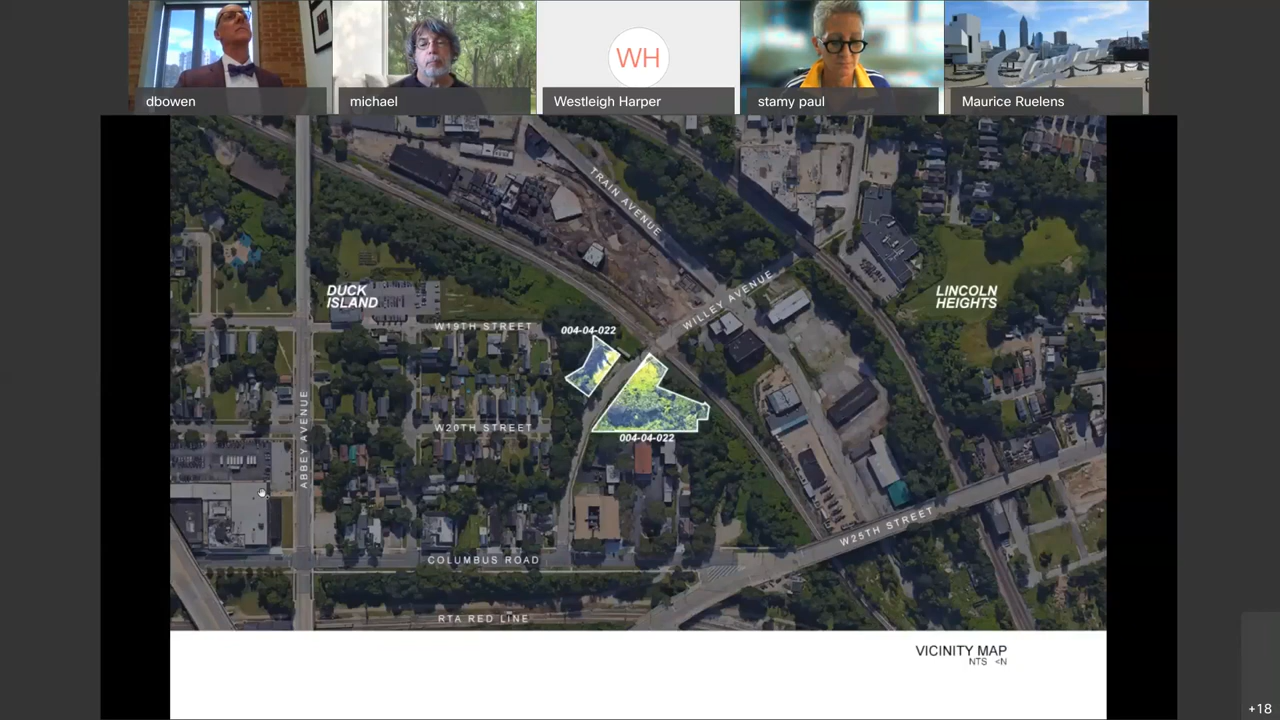 WH
dbowen
michael
Westleigh Harper
stamy paul
Maurice Ruelens
TRAIN AVENUE
DUCK
ISLAND
LINCOLN
HEIGHTS
WILLEY AVENUE
W19TH STREET
004-04-022
ABBEY AVENUE
W20TH STREET
004-04-022
W25TH STREET
COLUMBUS ROAD
RTA RED LINE
VICINITY MAP
NTS <N
+18